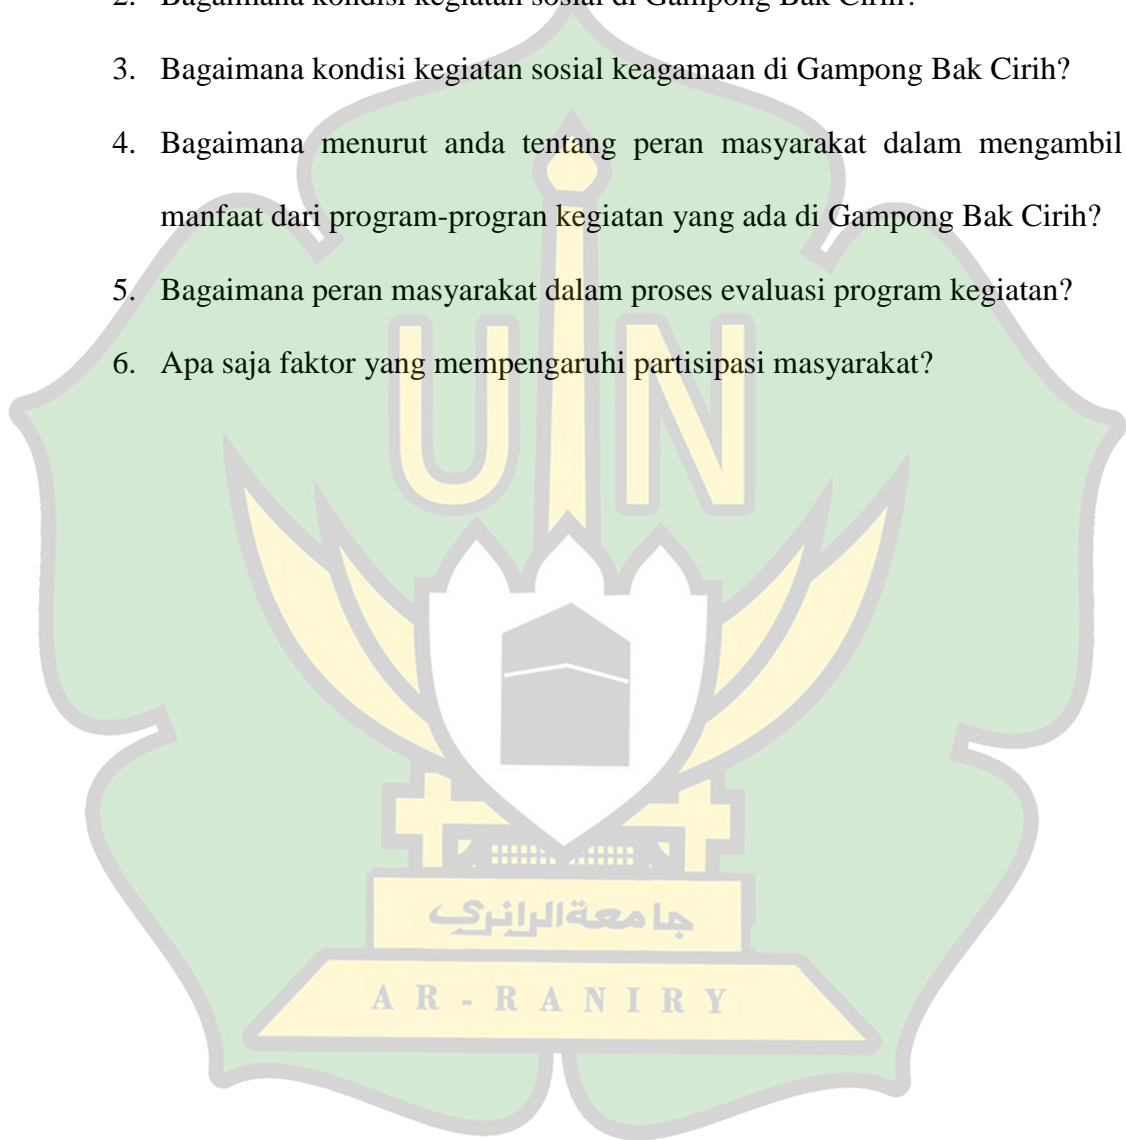 2. Bagaimana kondisi kegiatan sosial di Gampong Bak Cirih?
3. Bagaimana kondisi kegiatan sosial keagamaan di Gampong Bak Cirih?
4. Bagaimana menurut anda tentang peran masyarakat dalam mengambil
manfaat dari program-progran kegiatan yang ada di Gampong Bak Cirih?
5. Bagaimana peran masyarakat dalam proses evaluasi program kegiatan?
6. Apa saja faktor yang mempengaruhi partisipasi masyarakat?
UIN
جامعة الرانري
AR-RANIRY